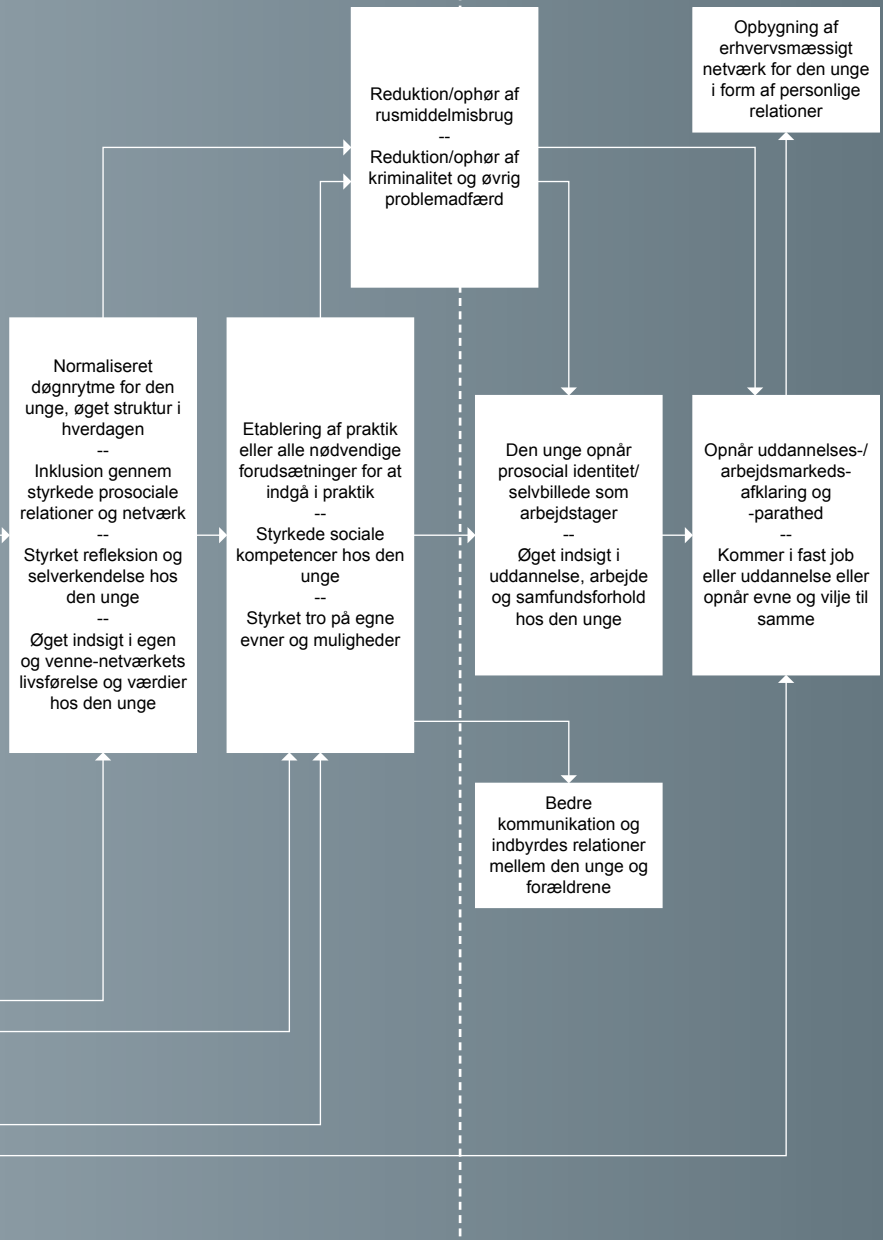 Reduktion/ophør af
rusmiddelmisbrug
--
Reduktion/ophør af
kriminalitet og øvrig
problemadfærd
Opbygning af
erhvervsmæssigt
netværk for den unge
i form af personlige
relationer
Normaliseret
døgnrytme for den
unge, øget struktur i
hverdagen
--
Inklusion gennem
styrkede prosociale
relationer og netværk
--
Styrket refleksion og
selverkendelse hos
den unge
--
Øget indsigt i egen
og venne-netværkets
livsførelse og værdier
hos den unge
Etablering af praktik
eller alle nødvendige
forudsætninger for at
indgå i praktik
--
Styrkede sociale
kompetencer hos den
unge
--
Styrket tro på egne
evner og muligheder
Den unge opnår
prosocial identitet/
selvbillede som
arbejdstager
--
Øget indsigt i
uddannelse, arbejde
og samfundsforhold
hos den unge
Opnår uddannelses-/
arbejdsmarkeds-
afklaring og
-parathed
--
Kommer i fast job
eller uddannelse eller
opnår evne og vilje til
samme
Bedre
kommunikation og
indbyrdes relationer
mellem den unge og
forældrene